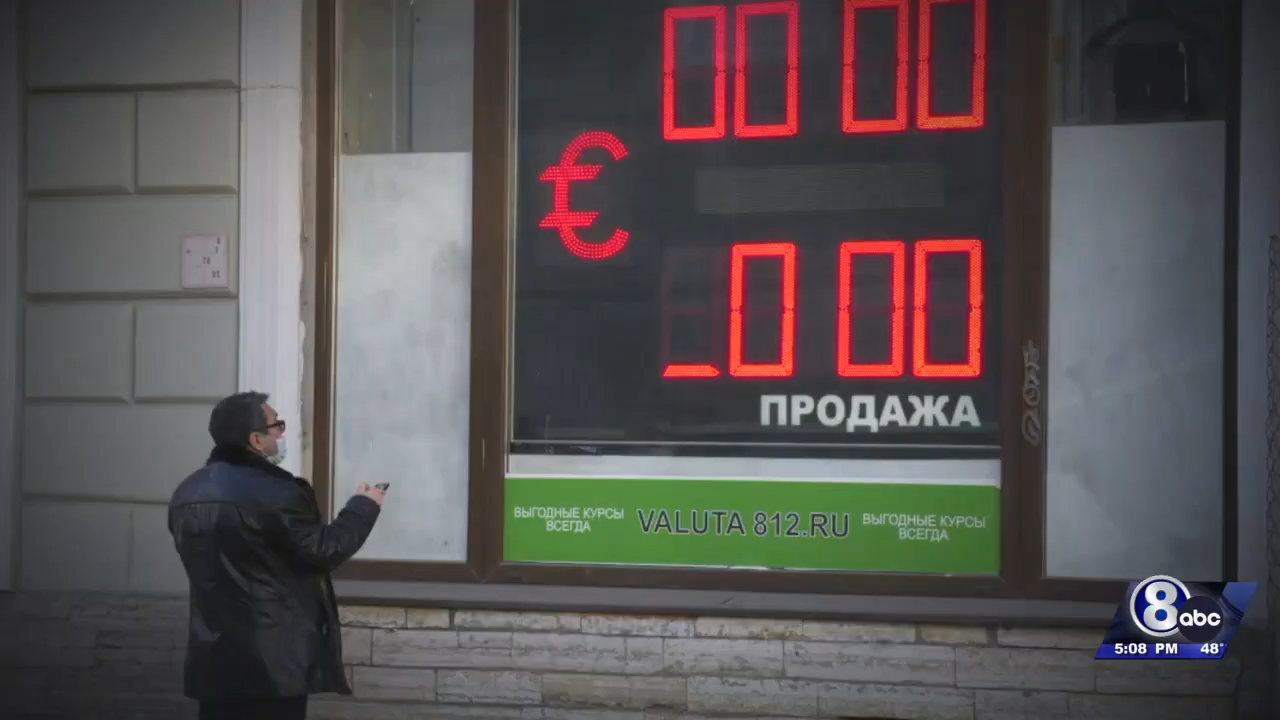 00 00
€
_0 00
ПРОДАЖА
ВЫГОДНЫЕ КУРСЫ
ВСЕГДА
VALUTA 812.RU
ВЫГОДНЫЕ КУРСЫ
ВСЕГДА
8 abc
5:08 PM 48°